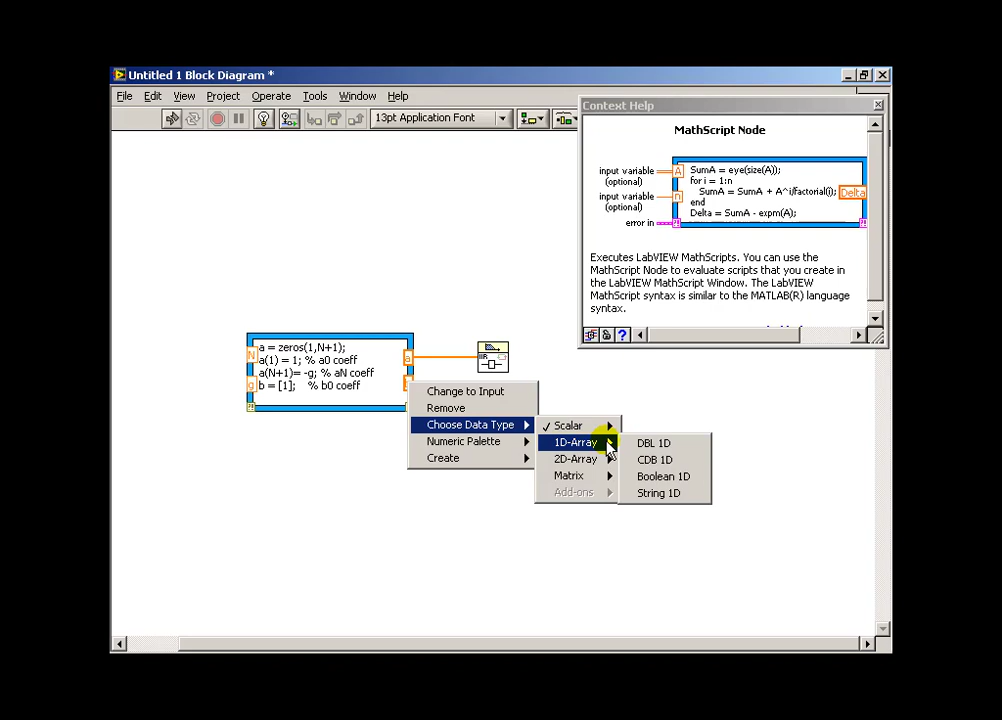 Untitled 1 Block Diagram *
File Edit View Project Operate Tools Window Help
13pt Application Font
Context Help
MathScript Node
input variable
(optional)
input variable
(optional)
error in
A
n
SumA = eye(size(A));
for i = 1:n
SumA = SumA + A^i/factorial(i);
end
Delta = SumA - expm(A);
Delta
Executes LabVIEW MathScripts. You can use the
MathScript Node to evaluate scripts that you create in
the LabVIEW MathScript Window. The LabVIEW
MathScript syntax is similar to the MATLAB(R) language
syntax.
N
g
a = zeros(1,N+1);
a(1) = 1; % a0 coeff
a(N+1)= -g; % aN coeff
b = [1]; % b0 coeff
a
Change to Input
Remove
Choose Data Type
Numeric Palette
Create
Scalar
1D-Array
2D-Array
Matrix
Add-ons
DBL 1D
CDB 1D
Boolean 1D
String 1D